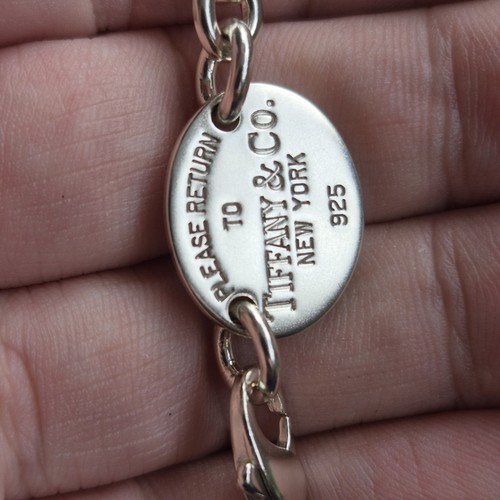 PLEASE RETURN
TO
TIFFANY & CO.
NEW YORK
925